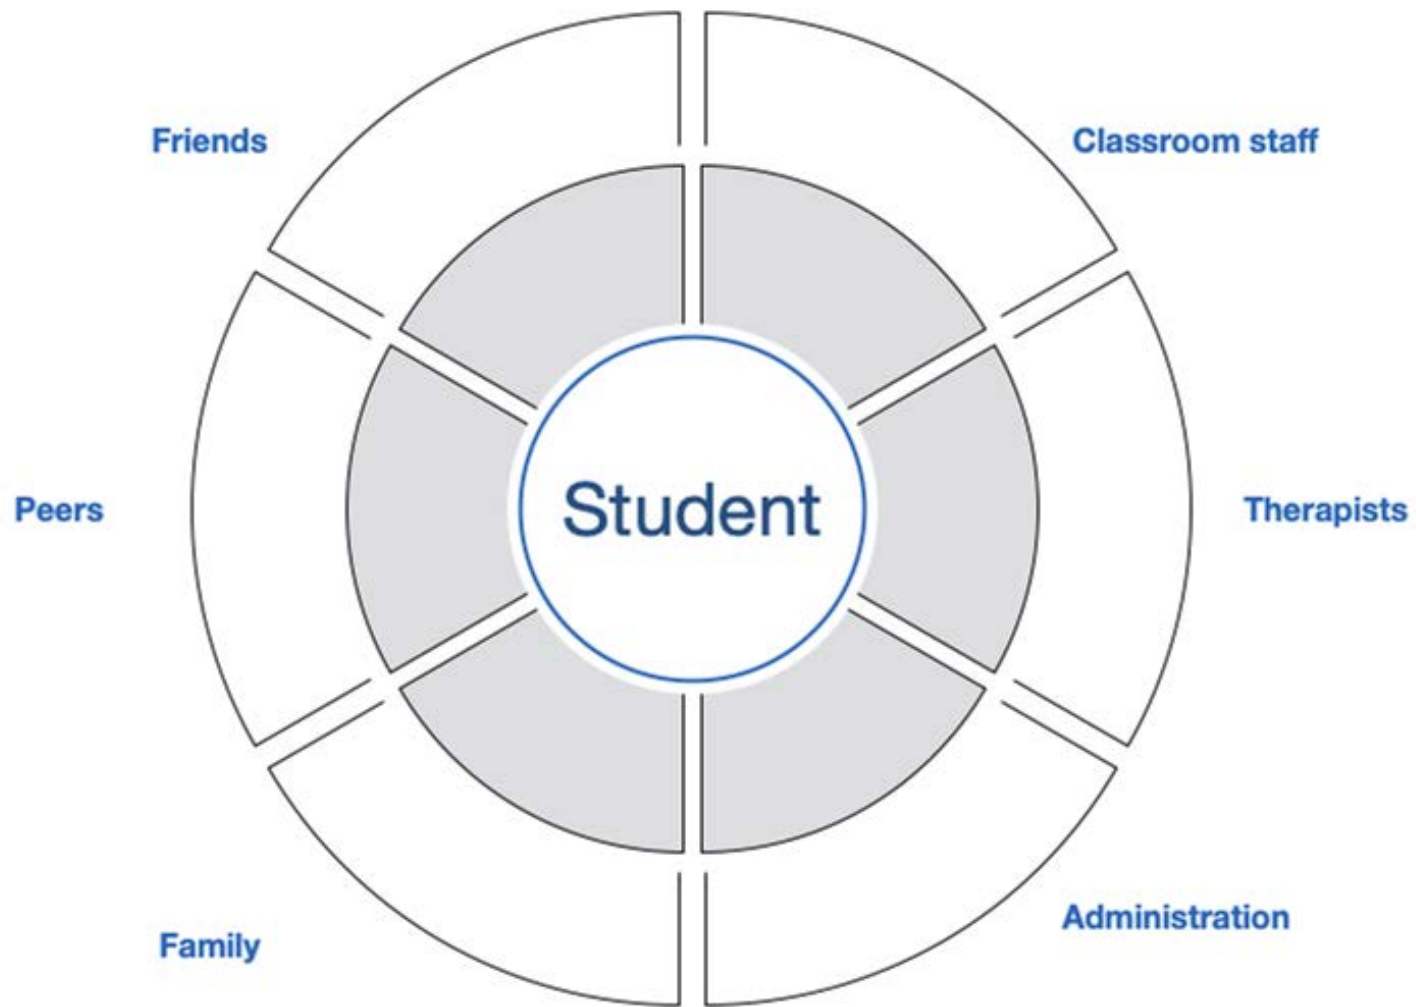 Friends
Classroom staff
Peers
Student
Therapists
Family
Administration